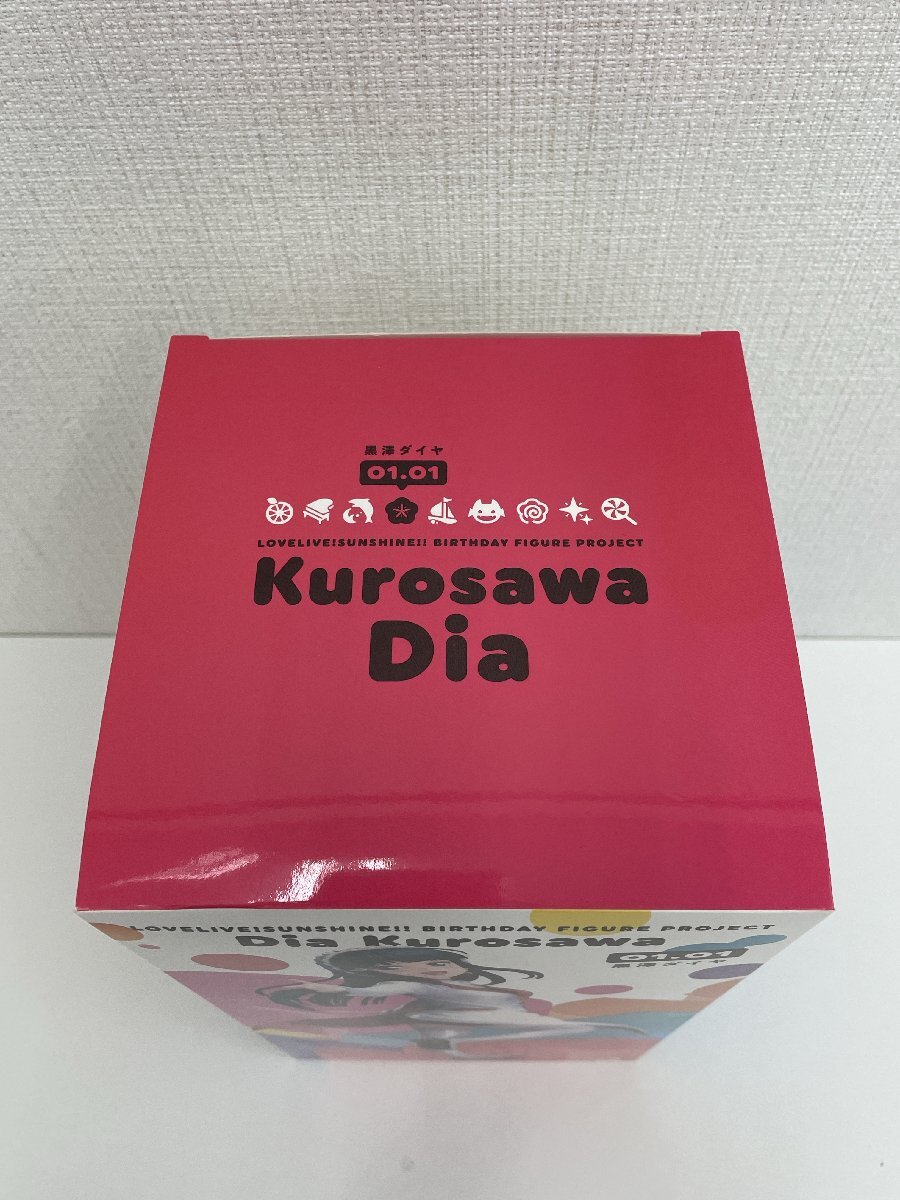 黒澤ダイヤ
01.01
LOVELIVE!SUNSHINE!! BIRTHDAY FIGURE PROJECT
Kurosawa
Dia
LOVELIVE!SUNSHINE!! BIRTHDAY FIGURE PROJECT
Dia Kurosawa
01.01
黒澤ダイヤ